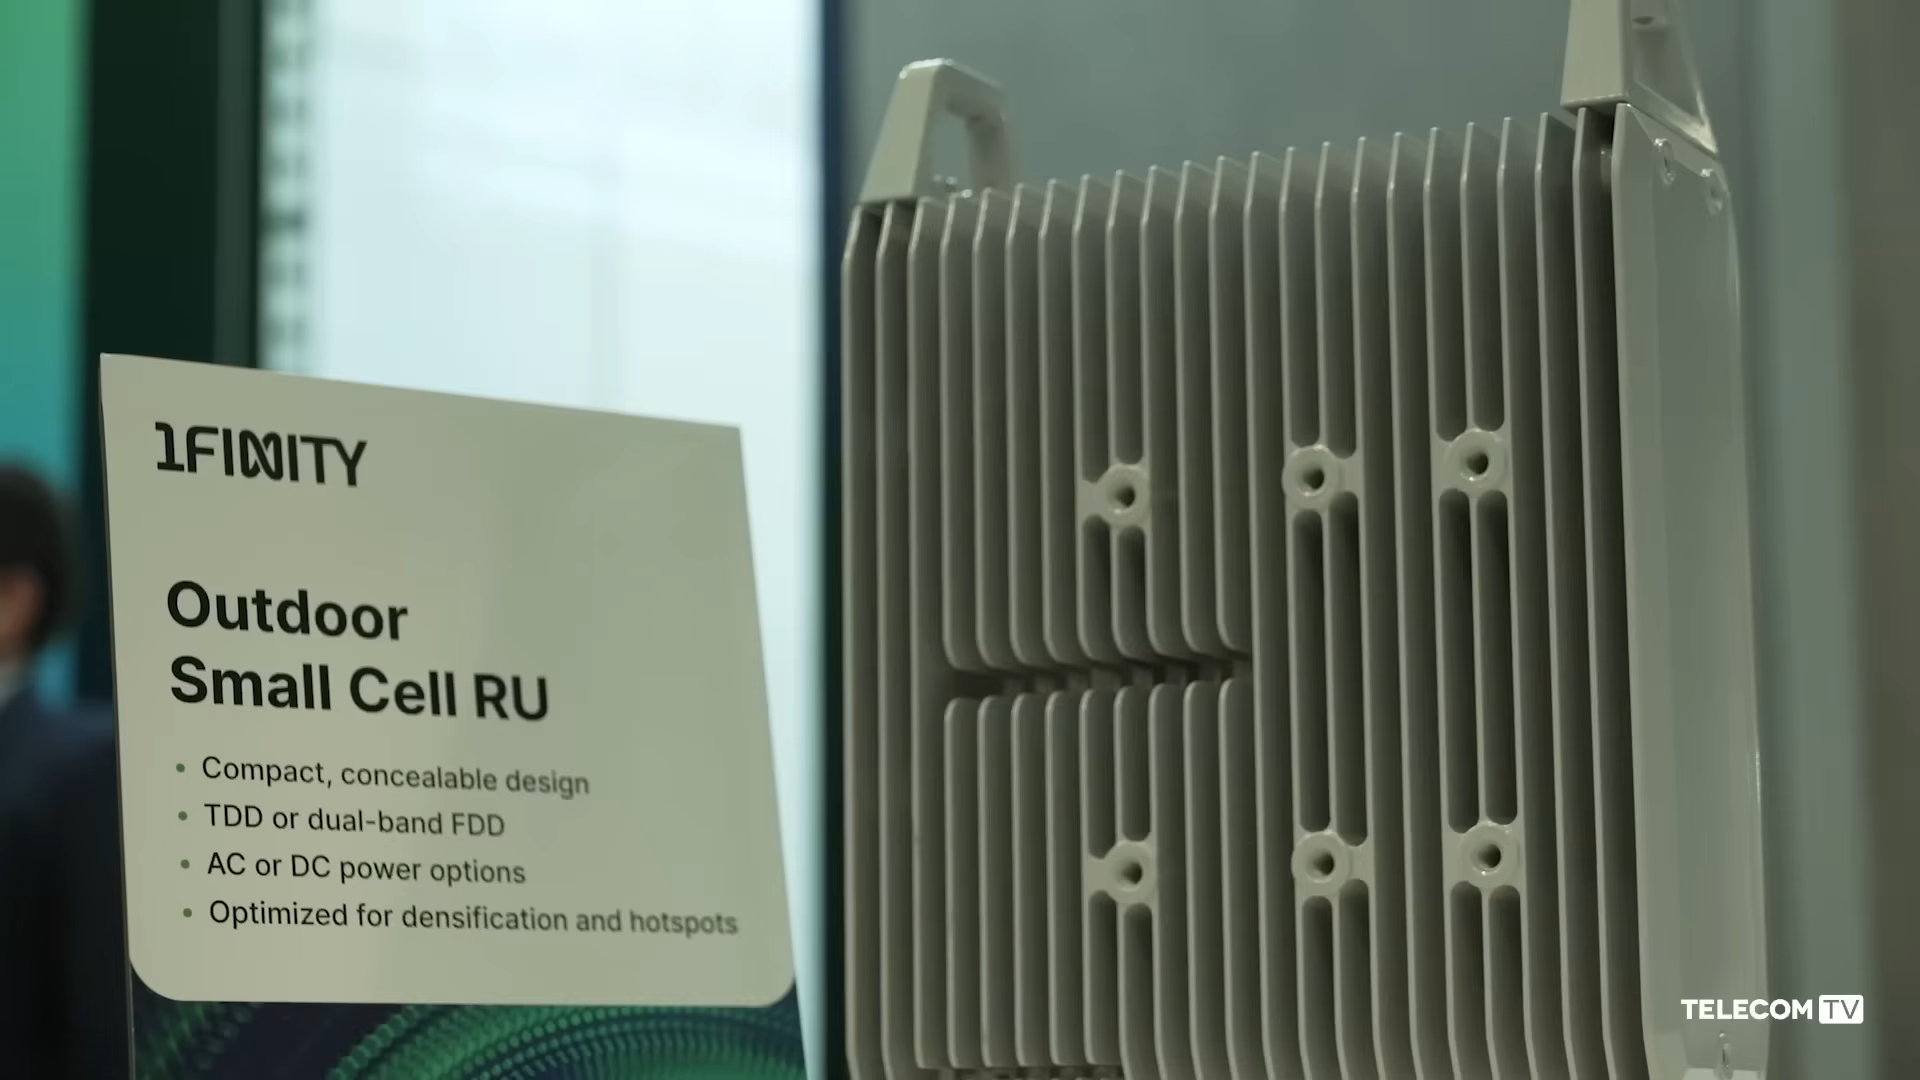 1FINITY
Outdoor
Small Cell RU
• Compact, concealable design
• TDD or dual-band FDD
• AC or DC power options
• Optimized for densification and hotspots
TELECOM TV